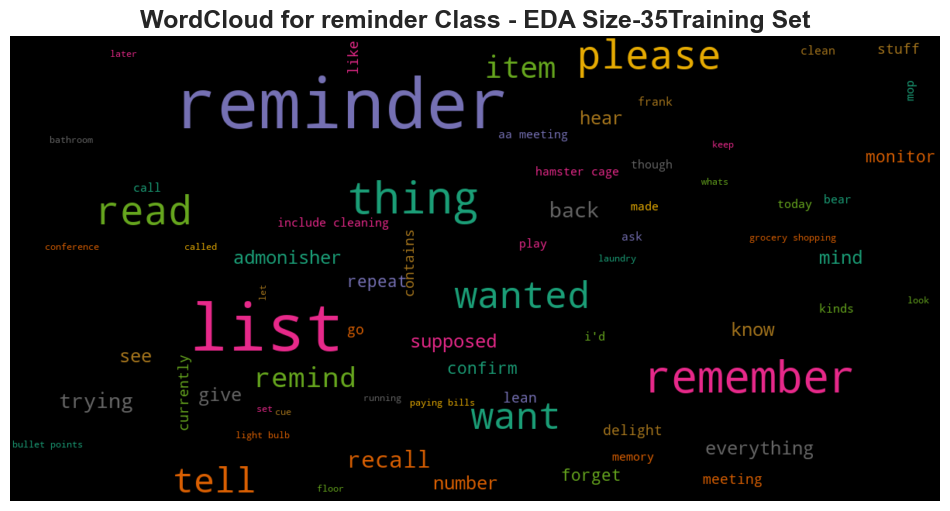 WordCloud for reminder Class - EDA Size-35Training Set
later
like
item
please
clean
stuff
reminder
mop
frank
hear
aa meeting
bathroom
keep
monitor
though
hamster cage
whats
call
thing
read
back
made
today
bear
include cleaning
ask
grocery shopping
conference
called
play
contains
admonisher
laundry
mind
repeat
let
wanted
look
kinds
list
go
supposed
i'd
know
see
confirm
currently
remind
remember
trying
give
running
paying bills
lean
set
cue
want
bullet points
light bulb
delight
everything
recall
memory
tell
number
forget
meeting
floor